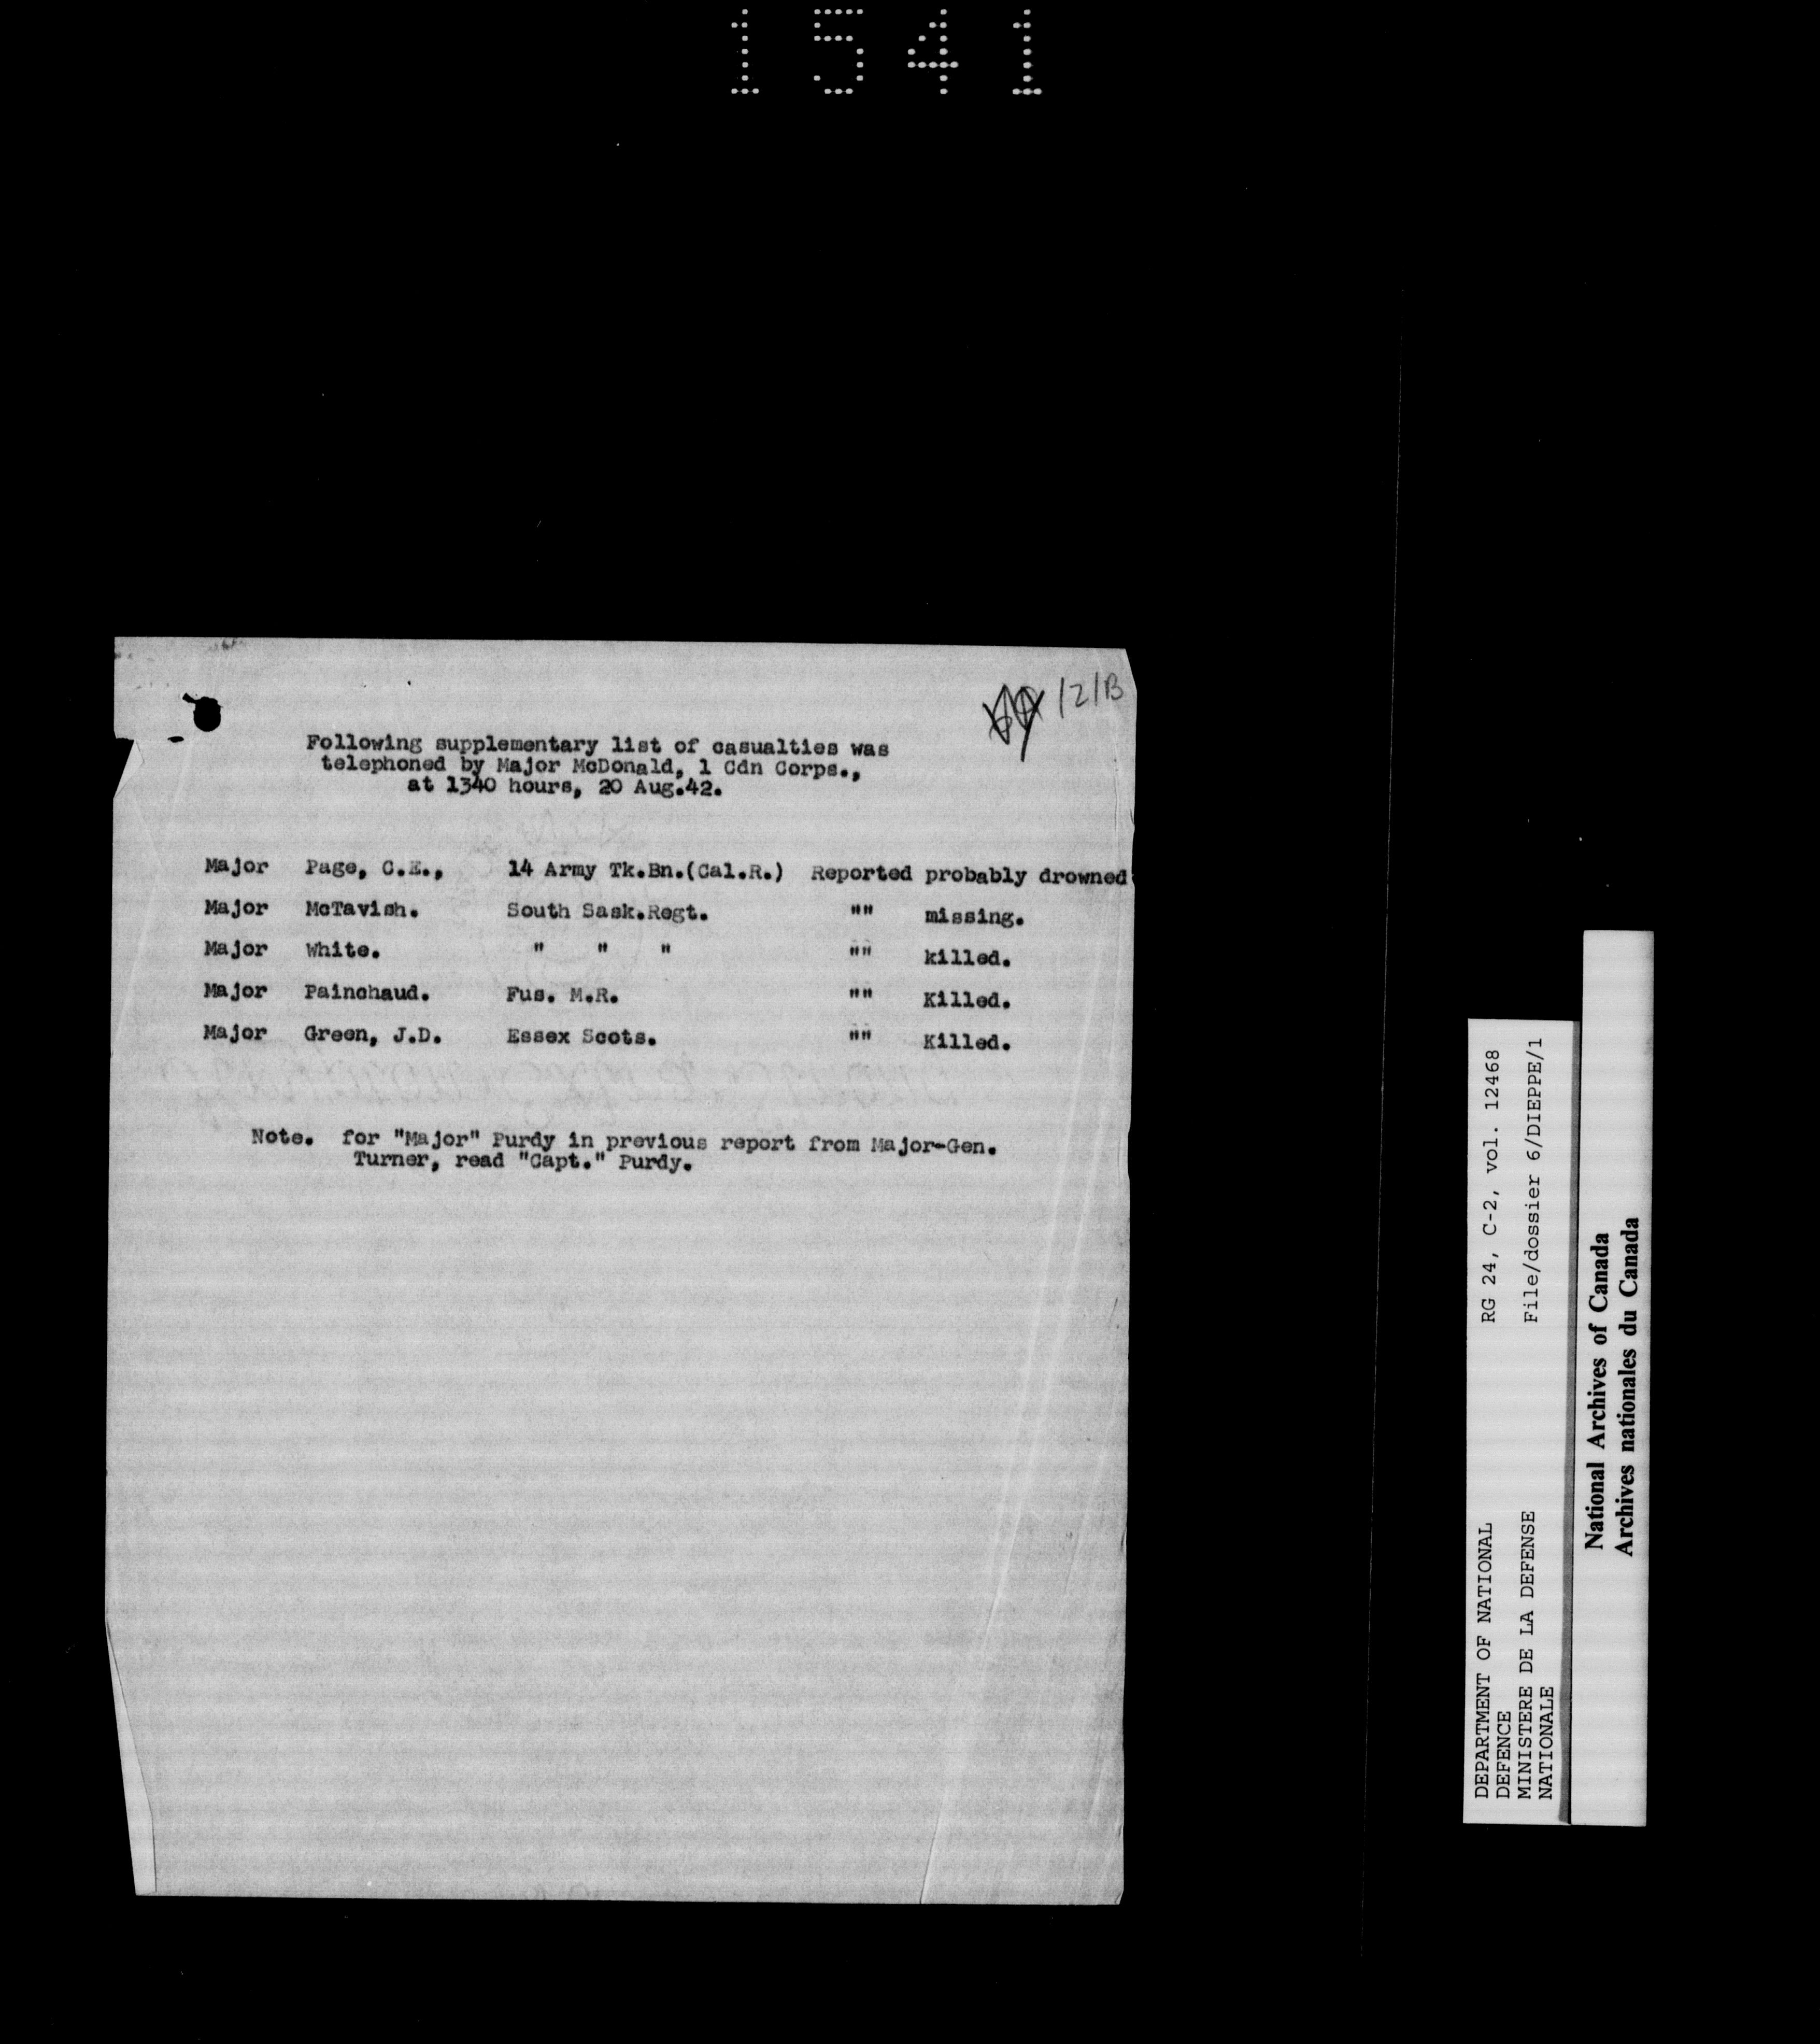 1541
121B
Following supplementary list of casualties was
telephoned by Major McDonald, 1 Cdn Corps.,
at 1340 hours, 20 Aug.42.
Major Page, C.E., 14 Army Tk.Bn.(Cal.R.) Reported probably drowned
Major McTavish. South Sask.Regt. "" missing.
Major White. " " " "" killed.
Major Painchaud. Fus. M.R. "" Killed.
Major Green, J.D. Essex Scots. "" Killed.
Note. for "Major" Purdy in previous report from Major-Gen.
Turner, read "Capt." Purdy.
DEPARTMENT OF NATIONAL RG 24, C-2, vol. 12468
DEFENCE
MINISTERE DE LA DEFENSE File/dossier 6/DIEPPE/1
NATIONALE
National Archives of Canada
Archives nationales du Canada